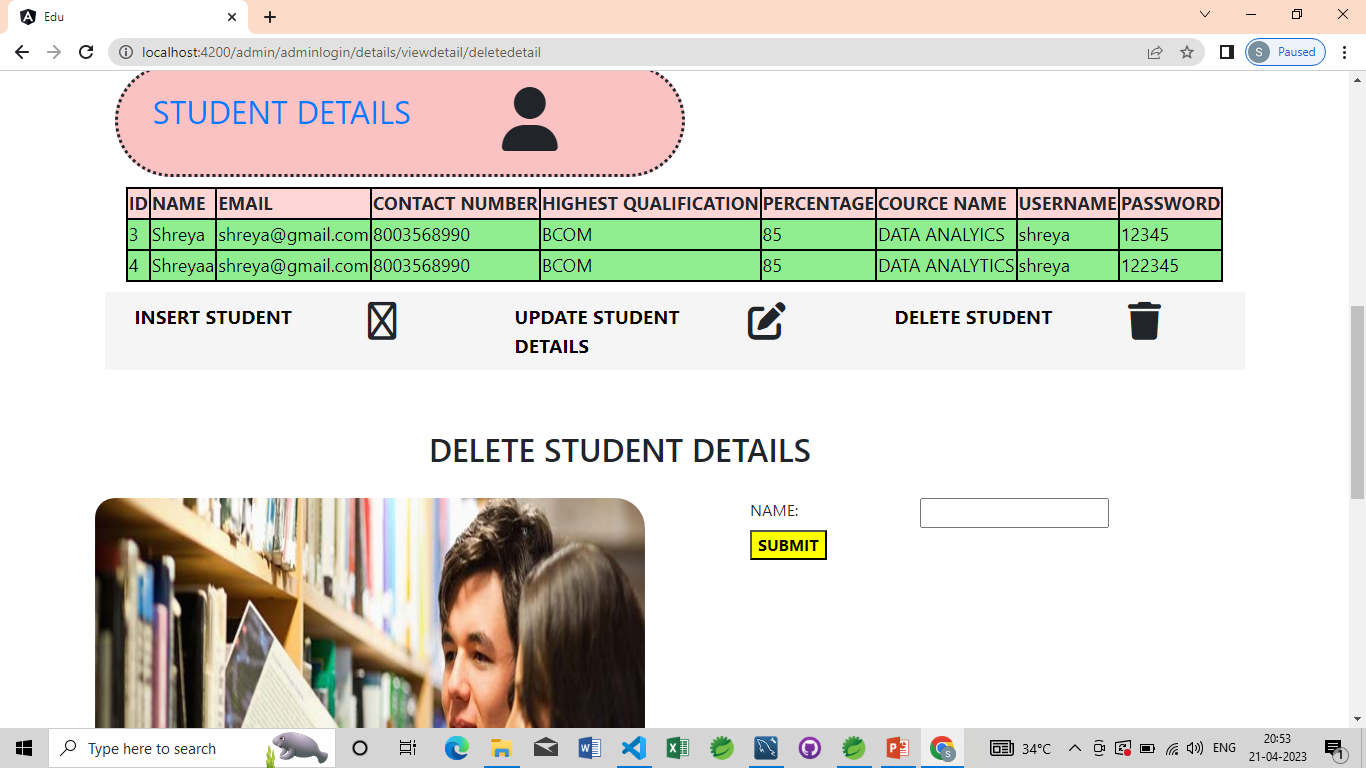 Edu
localhost:4200/admin/adminlogin/details/viewdetail/deletedetail
S Paused
STUDENT DETAILS
ID NAME EMAIL CONTACT NUMBER HIGHEST QUALIFICATION PERCENTAGE COURCE NAME USERNAME PASSWORD
3 Shreya shreya@gmail.com 8003568990 BCOM 85 DATA ANALYICS shreya 12345
4 Shreyaa shreya@gmail.com 8003568990 BCOM 85 DATA ANALYTICS shreya 122345
INSERT STUDENT UPDATE STUDENT DELETE STUDENT
DETAILS
DELETE STUDENT DETAILS
NAME:
SUBMIT
Type here to search
34°C ENG 20:53
21-04-2023
1